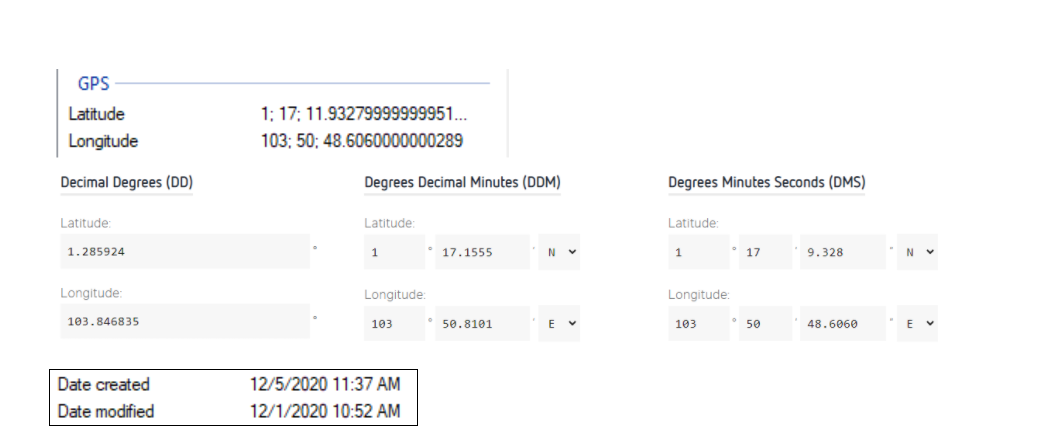 GPS
Latitude 1; 17; 11.93279999999951...
Longitude 103; 50; 48.6060000000289
Decimal Degrees (DD) Degrees Decimal Minutes (DDM) Degrees Minutes Seconds (DMS)
Latitude: Latitude: Latitude:
1.285924 ° 1 ° 17.1555 ' N 1 ° 17 ' 9.328 " N
Longitude: Longitude: Longitude:
103.846835 ° 103 ° 50.8101 ' E 103 ° 50 ' 48.6060 " E
Date created 12/5/2020 11:37 AM
Date modified 12/1/2020 10:52 AM